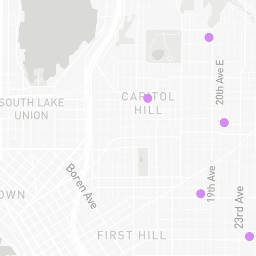 SOUTH LAKE
UNION
CAPITOL
HILL
20th Ave E
Boren Ave
19th Ave
23rd Ave
OWN
FIRST HILL